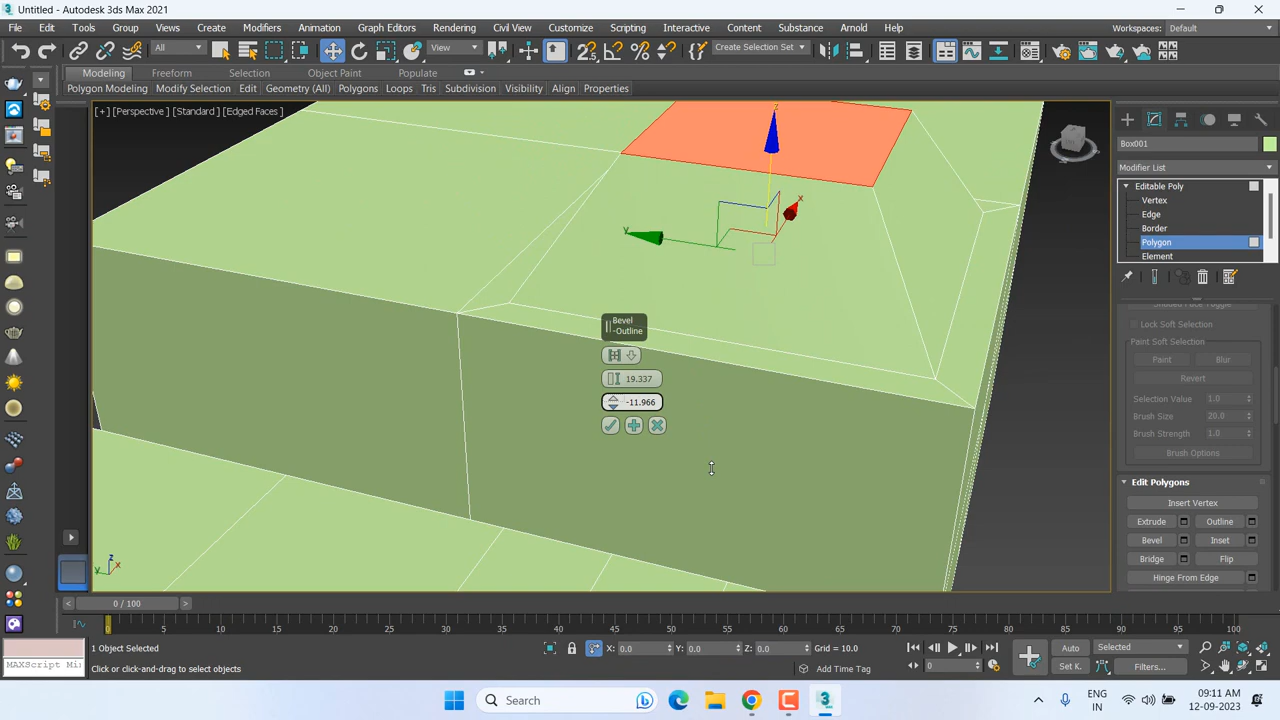 Untitled - Autodesk 3ds Max 2021
File Edit Tools Group Views Create Modifiers Animation Graph Editors Rendering Civil View Customize Scripting Interactive Content Substance Arnold Help Workspaces: Default
All View Create Selection Set
Modeling Freeform Selection Object Paint Populate
Polygon Modeling Modify Selection Edit Geometry (All) Polygons Loops Tris Subdivision Visibility Align Properties
[+] [Perspective] [Standard] [Edged Faces]
Box001
Modifier List
Editable Poly
Vertex
Edge
Border
Polygon
Element
Lock Soft Selection
Paint Soft Selection
Paint Blur
Revert
Selection Value 1.0
Brush Size 20.0
Brush Strength 1.0
Brush Options
Edit Polygons
Insert Vertex
Extrude Outline
Bevel Inset
Bridge Flip
Hinge From Edge
Bevel
-Outline
19.337
-11.966
z
x
y
z
x
y
< 0 / 100 >
0 5 10 15 20 25 30 35 40 45 50 55 60 65 70 75 80 85 90 95 100
1 Object Selected X: 0.0 Y: 0.0 Z: 0.0 Grid = 10.0 Auto Selected
MAXScript Mi Click or click-and-drag to select objects Add Time Tag 0 Set K. Filters...
Search ENG 09:11 AM
IN 12-09-2023